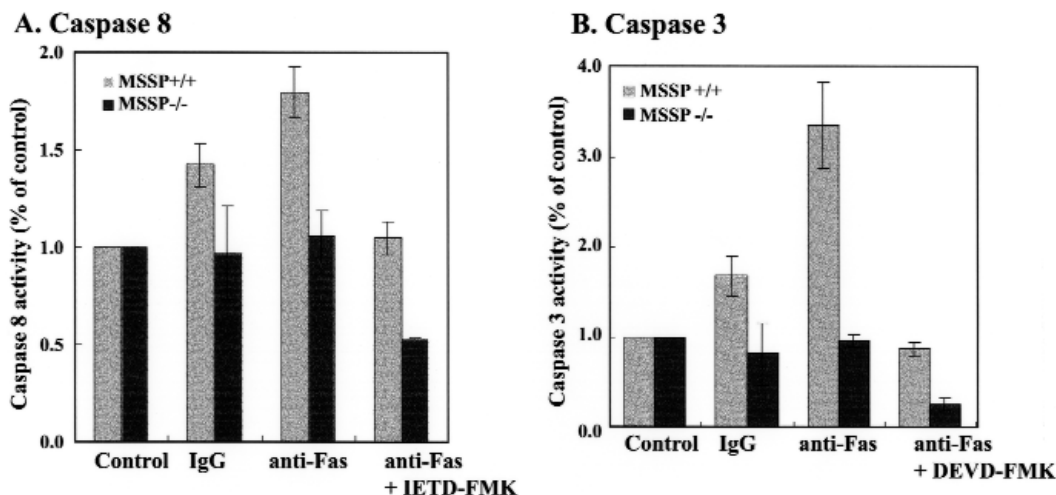 A. Caspase 8
Caspase 8 activity (% of control)
2.0
1.5
1.0
0.5
0.0
MSSP+/+
MSSP-/-
Control IgG anti-Fas anti-Fas
+ IETD-FMK
B. Caspase 3
Caspase 3 activity (% of control)
4.0
3.0
2.0
1.0
0.0
MSSP +/+
MSSP -/-
Control IgG anti-Fas anti-Fas
+ DEVD-FMK